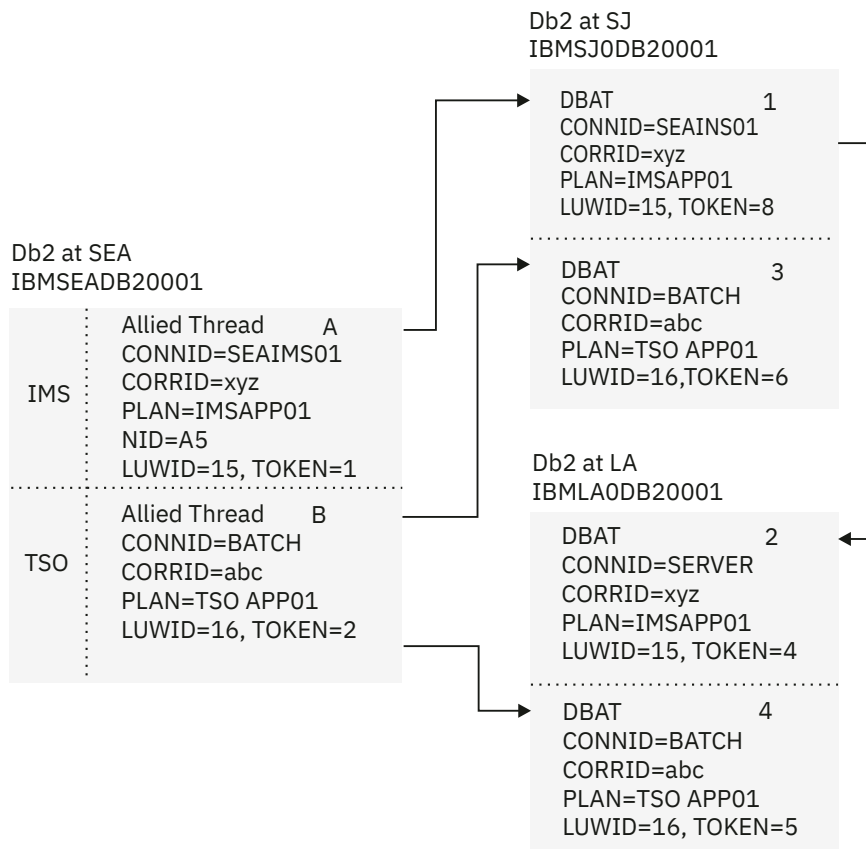 Db2 at SJ
IBMSJ0DB20001
DBAT 1
CONNID=SEAINS01
CORRID=xyz
PLAN=IMSAPP01
LUWID=15, TOKEN=8
DBAT 3
CONNID=BATCH
CORRID=abc
PLAN=TSO APP01
LUWID=16,TOKEN=6
Db2 at SEA
IBMSEADB20001
IMS
Allied Thread A
CONNID=SEAIMS01
CORRID=xyz
PLAN=IMSAPP01
NID=A5
LUWID=15, TOKEN=1
TSO
Allied Thread B
CONNID=BATCH
CORRID=abc
PLAN=TSO APP01
LUWID=16, TOKEN=2
Db2 at LA
IBMLA0DB20001
DBAT 2
CONNID=SERVER
CORRID=xyz
PLAN=IMSAPP01
LUWID=15, TOKEN=4
DBAT 4
CONNID=BATCH
CORRID=abc
PLAN=TSO APP01
LUWID=16, TOKEN=5